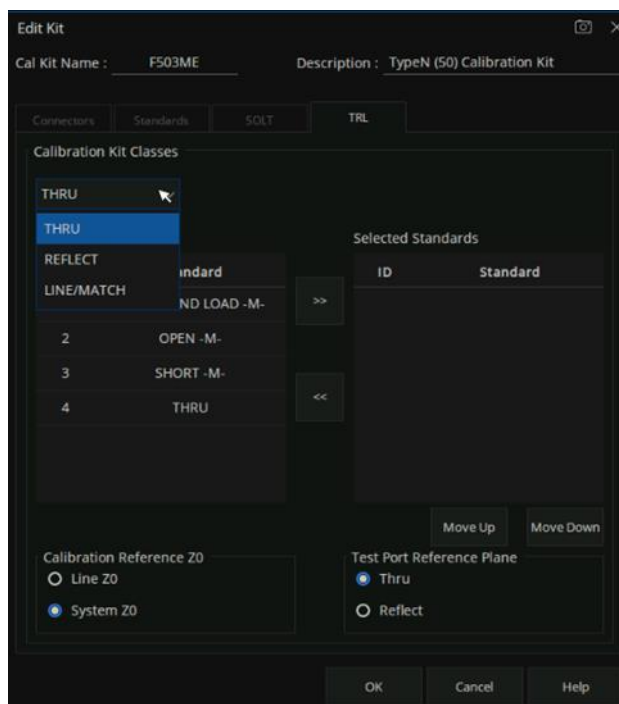 Edit Kit
Cal Kit Name : F503ME Description : TypeN (50) Calibration Kit
Connectors Standards SOLT TRL
Calibration Kit Classes
THRU
THRU
REFLECT
LINE/MATCH
Selected Standards
ID Standard
ND LOAD -M-
>>
2 OPEN -M-
3 SHORT -M-
<<
4 THRU
Move Up Move Down
Calibration Reference Z0 Test Port Reference Plane
Line Z0 Thru
System Z0 Reflect
OK Cancel Help